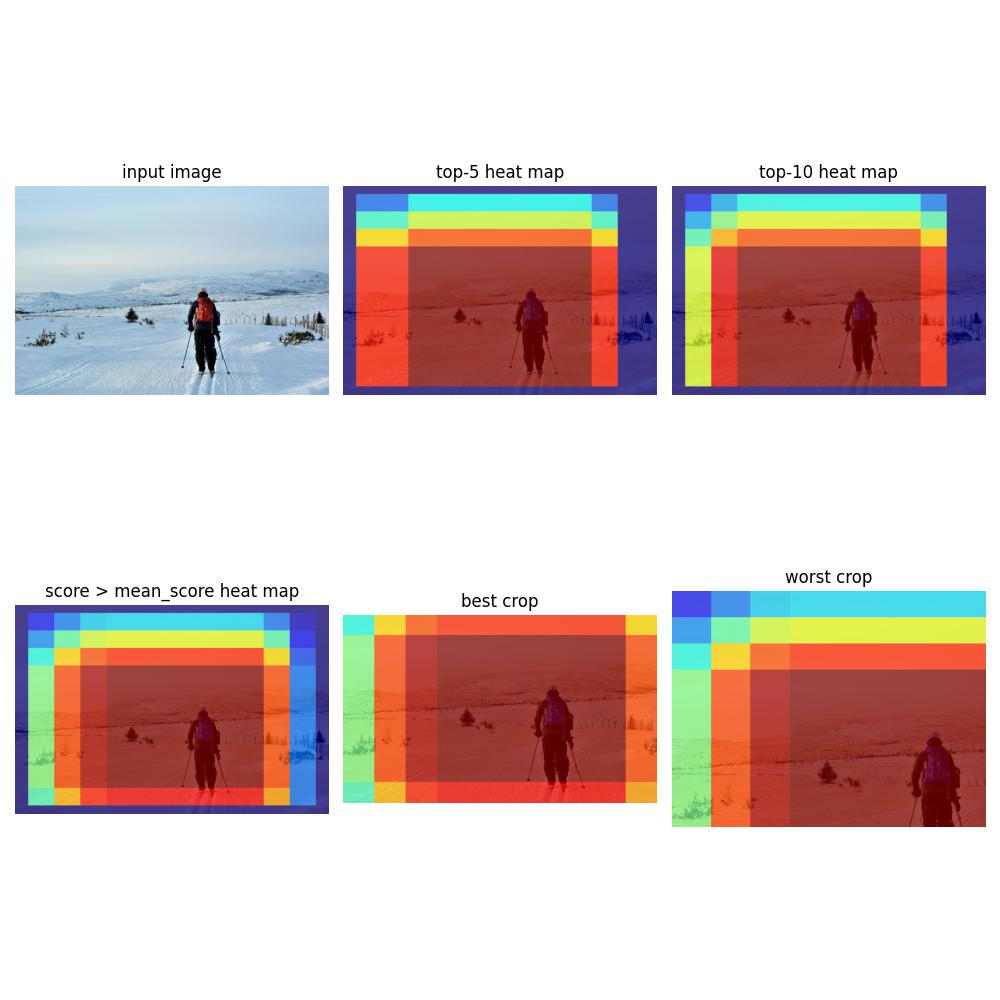 input image
top-5 heat map
top-10 heat map
score > mean_score heat map
best crop
worst crop